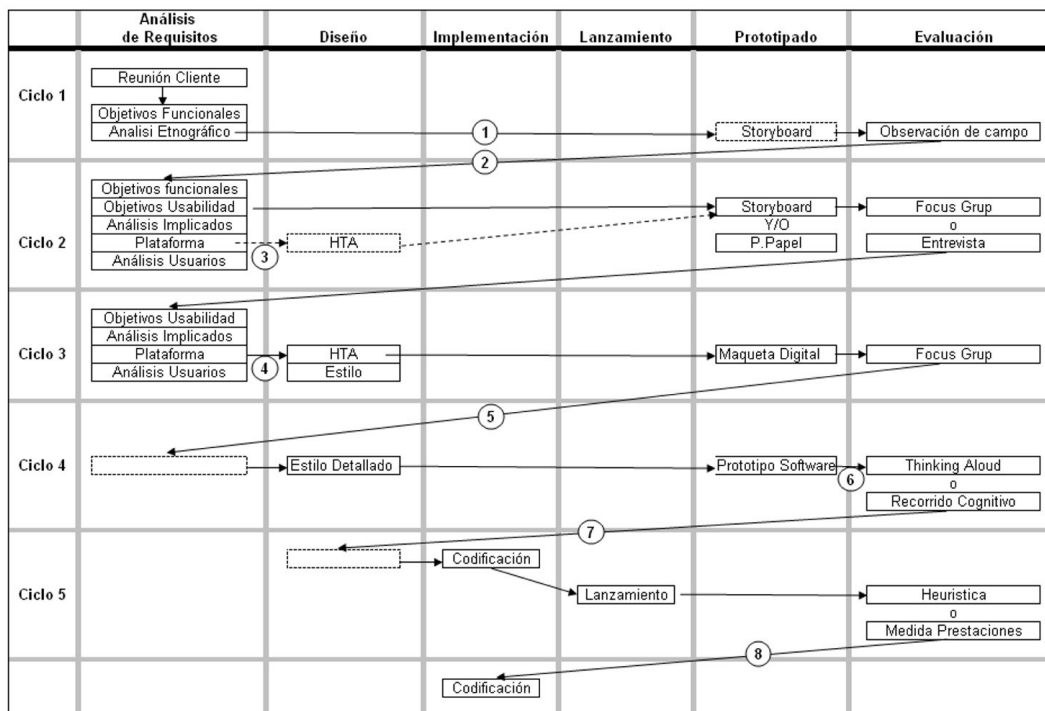 Análisis
de Requisitos
Diseño
Implementación
Lanzamiento
Prototipado
Evaluación
Ciclo 1
Reunión Cliente
Objetivos Funcionales
Analisi Etnográfico
1
Storyboard
Observación de campo
2
Ciclo 2
Objetivos funcionales
Objetivos Usabilidad
Análisis Implicados
Plataforma
Análisis Usuarios
3
HTA
Storyboard
Y/O
P.Papel
Focus Grup
o
Entrevista
Ciclo 3
Objetivos Usabilidad
Análisis Implicados
Plataforma
Análisis Usuarios
4
HTA
Estilo
Maqueta Digital
Focus Grup
5
Ciclo 4
Estilo Detallado
Prototipo Software
6
Thinking Aloud
o
Recorrido Cognitivo
7
Ciclo 5
Codificación
Lanzamiento
Heuristica
o
Medida Prestaciones
8
Codificación